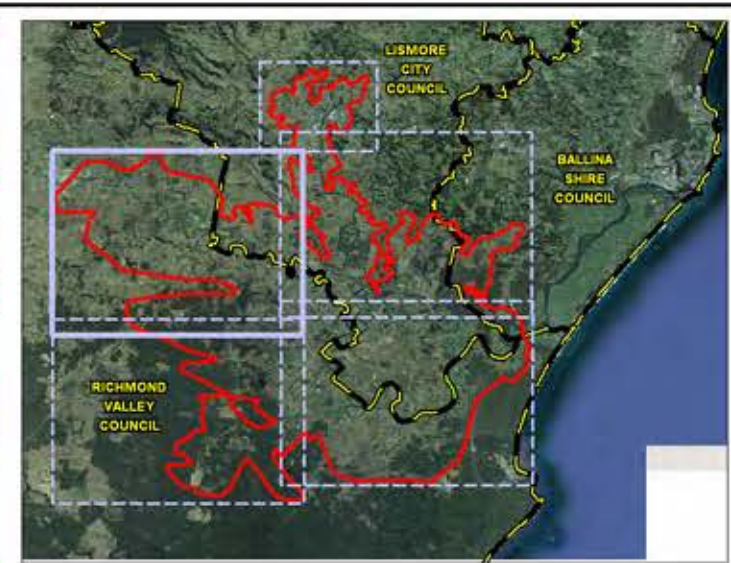 LISMORE
CITY
COUNCIL
BALLINA
SHIRE
COUNCIL
RICHMOND
VALLEY
COUNCIL